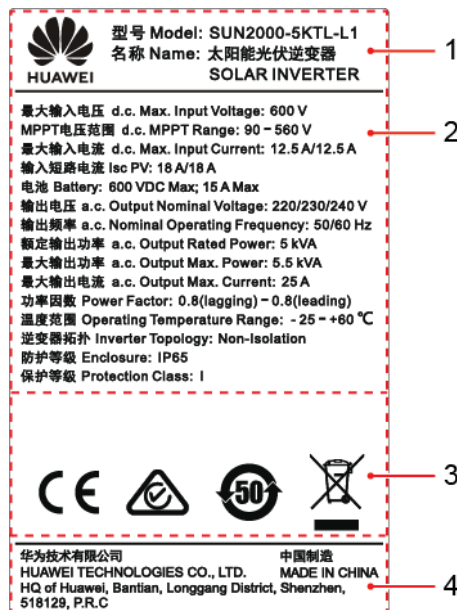 HUAWEI
型号 Model: SUN2000-5KTL-L1
名称 Name: 太阳能光伏逆变器
SOLAR INVERTER
1
最大输入电压 d.c. Max. Input Voltage: 600 V
MPPT电压范围 d.c. MPPT Range: 90 - 560 V
2
最大输入电流 d.c. Max. Input Current: 12.5 A/12.5 A
输入短路电流 Isc PV: 18 A/18 A
电池 Battery: 600 VDC Max; 15 A Max
输出电压 a.c. Output Nominal Voltage: 220/230/240 V
输出频率 a.c. Nominal Operating Frequency: 50/60 Hz
额定输出功率 a.c. Output Rated Power: 5 kVA
最大输出功率 a.c. Output Max. Power: 5.5 kVA
最大输出电流 a.c. Output Max. Current: 25 A
功率因数 Power Factor: 0.8(lagging) - 0.8(leading)
温度范围 Operating Temperature Range: - 25 - +60 ℃
逆变器拓扑 Inverter Topology: Non-Isolation
防护等级 Enclosure: IP65
保护等级 Protection Class: I
CE
50
3
华为技术有限公司 中国制造
HUAWEI TECHNOLOGIES CO., LTD. MADE IN CHINA
HQ of Huawei, Bantian, Longgang District, Shenzhen,
518129, P.R.C
4